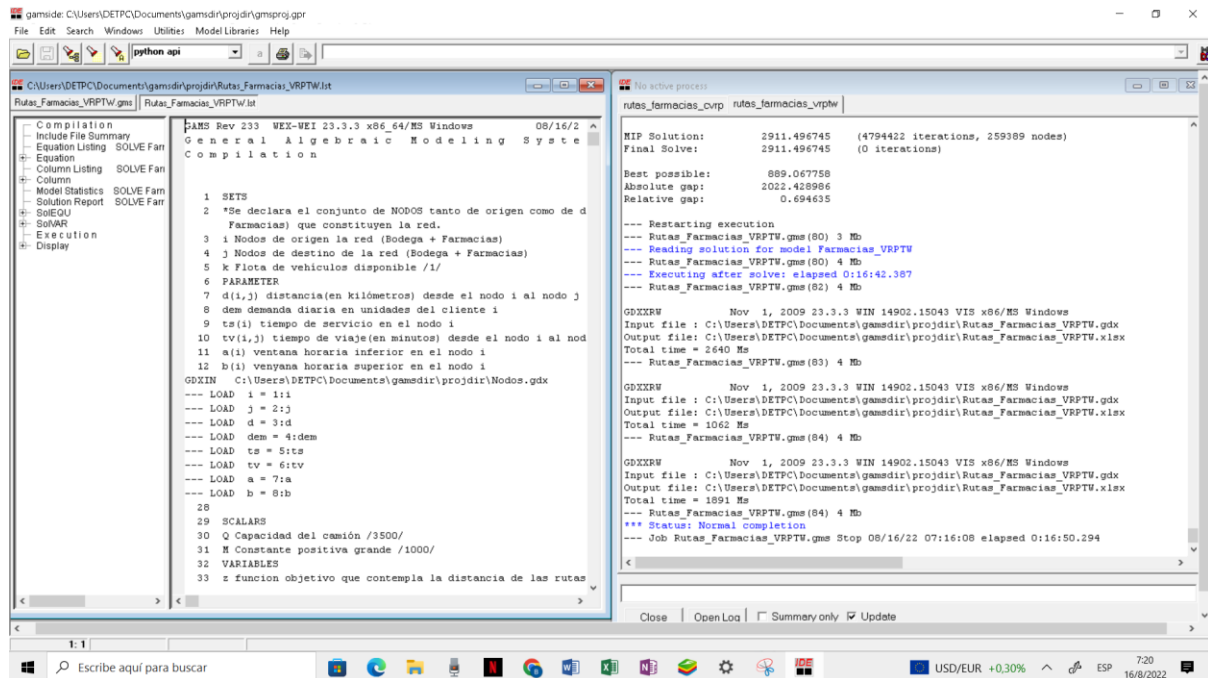 gamside: C:\Users\DETPC\Documents\gamsdir\projdir\gmsproj.gpr
File Edit Search Windows Utilities Model Libraries Help
python api
a
C:\Users\DETPC\Documents\gamsdir\projdir\Rutas_Farmacias_VRPTW.lst
Rutas_Farmacias_VRPTW.gms Rutas_Farmacias_VRPTW.lst
Compilation
Include File Summary
Equation Listing SOLVE Farr
Equation
Column Listing SOLVE Farr
Column
Model Statistics SOLVE Farr
Solution Report SOLVE Farr
SolEQU
SolVAR
Execution
Display
GAMS Rev 233 WEX-WEI 23.3.3 x86_64/MS Windows 08/16/2
G e n e r a l A l g e b r a i c M o d e l i n g S y s t e
C o m p i l a t i o n
1 SETS
2 *Se declara el conjunto de NODOS tanto de origen como de d
Farmacias) que constituyen la red.
3 i Nodos de origen la red (Bodega + Farmacias)
4 j Nodos de destino de la red (Bodega + Farmacias)
5 k Flota de vehiculos disponible /1/
6 PARAMETER
7 d(i,j) distancia(en kilómetros) desde el nodo i al nodo j
8 dem demanda diaria en unidades del cliente i
9 ts(i) tiempo de servicio en el nodo i
10 tv(i,j) tiempo de viaje(en minutos) desde el nodo i al nod
11 a(i) ventana horaria inferior en el nodo i
12 b(i) venyana horaria superior en el nodo i
GDXIN C:\Users\DETPC\Documents\gamsdir\projdir\Nodos.gdx
--- LOAD i = 1:i
--- LOAD j = 2:j
--- LOAD d = 3:d
--- LOAD dem = 4:dem
--- LOAD ts = 5:ts
--- LOAD tv = 6:tv
--- LOAD a = 7:a
--- LOAD b = 8:b
28
29 SCALARS
30 Q Capacidad del camión /3500/
31 M Constante positiva grande /1000/
32 VARIABLES
33 z funcion objetivo que contempla la distancia de las rutas
No active process
rutas_farmacias_cvrp rutas_farmacias_vrptw
MIP Solution: 2911.496745 (4794422 iterations, 259389 nodes)
Final Solve: 2911.496745 (0 iterations)
Best possible: 889.067758
Absolute gap: 2022.428986
Relative gap: 0.694635
--- Restarting execution
--- Rutas_Farmacias_VRPTW.gms(80) 3 Mb
--- Reading solution for model Farmacias_VRPTW
--- Rutas_Farmacias_VRPTW.gms(80) 4 Mb
--- Executing after solve: elapsed 0:16:42.387
--- Rutas_Farmacias_VRPTW.gms(82) 4 Mb
GDXXRW Nov 1, 2009 23.3.3 WIN 14902.15043 VIS x86/MS Windows
Input file : C:\Users\DETPC\Documents\gamsdir\projdir\Rutas_Farmacias_VRPTW.gdx
Output file: C:\Users\DETPC\Documents\gamsdir\projdir\Rutas_Farmacias_VRPTW.xlsx
Total time = 2640 Ms
--- Rutas_Farmacias_VRPTW.gms(83) 4 Mb
GDXXRW Nov 1, 2009 23.3.3 WIN 14902.15043 VIS x86/MS Windows
Input file : C:\Users\DETPC\Documents\gamsdir\projdir\Rutas_Farmacias_VRPTW.gdx
Output file: C:\Users\DETPC\Documents\gamsdir\projdir\Rutas_Farmacias_VRPTW.xlsx
Total time = 1062 Ms
--- Rutas_Farmacias_VRPTW.gms(84) 4 Mb
GDXXRW Nov 1, 2009 23.3.3 WIN 14902.15043 VIS x86/MS Windows
Input file : C:\Users\DETPC\Documents\gamsdir\projdir\Rutas_Farmacias_VRPTW.gdx
Output file: C:\Users\DETPC\Documents\gamsdir\projdir\Rutas_Farmacias_VRPTW.xlsx
Total time = 1891 Ms
--- Rutas_Farmacias_VRPTW.gms(84) 4 Mb
*** Status: Normal completion
--- Job Rutas_Farmacias_VRPTW.gms Stop 08/16/22 07:16:08 elapsed 0:16:50.294
Close Open Log Summary only Update
1: 1
Escribe aquí para buscar
USD/EUR +0,30% ESP 7:20
16/8/2022